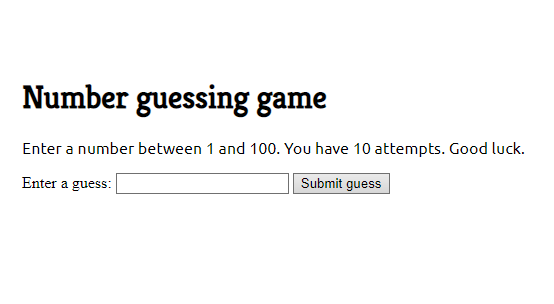 Number guessing game
Enter a number between 1 and 100. You have 10 attempts. Good luck.
Enter a guess: Submit guess